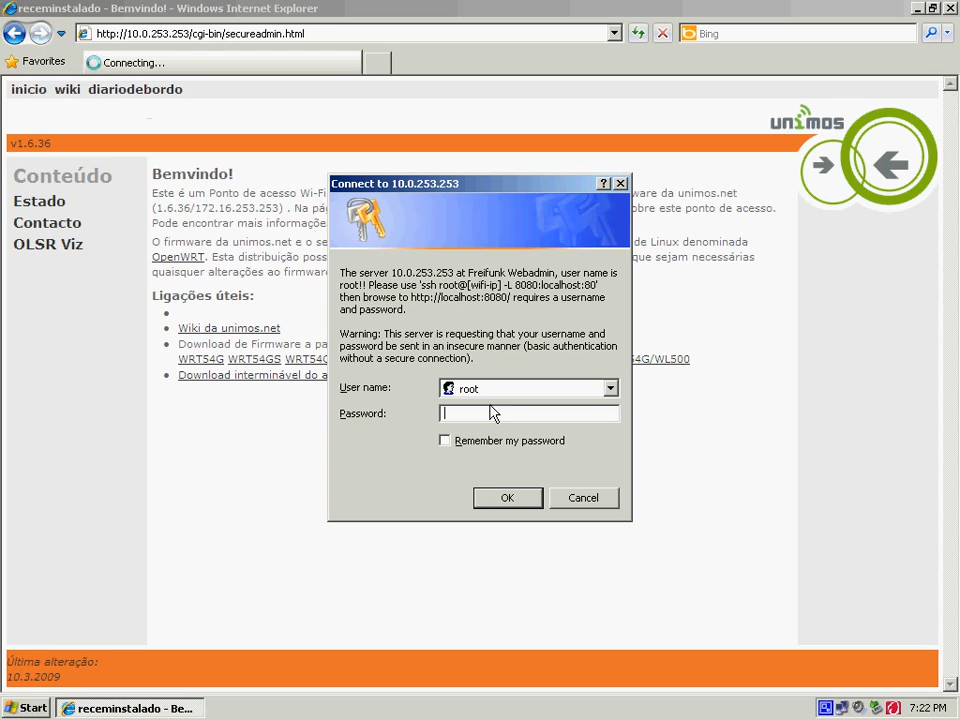 receminstalado - Benvindo! - Windows Internet Explorer
http://10.0.253.253/cgi-bin/secureadmin.html
Bing
Favorites
Connecting...
inicio wiki diariodebordo
unimos
v1.6.36
Conteúdo
Estado
Contacto
OLSR Viz
Benvindo!
Este é um Ponto de acesso Wi-Fi
ware da unimos.net
(1.6.36/172.16.253.253) . Na pág
obre este ponto de acesso.
Pode encontrar mais informaçõe
O firmware da unimos.net e o se
de Linux denominada
OpenWRT. Esta distribuição poss
que sejam necessárias
quaisquer alterações ao firmware
Ligações úteis:
Wiki da unimos.net
Download de Firmware a pa
WRT54G WRT54GS WRT54G
4G/WL500
Download interminável do a
Connect to 10.0.253.253
The server 10.0.253.253 at Freifunk Webadmin, user name is
root!! Please use 'ssh root@[wifi-ip] -L 8080:localhost:80'
then browse to http://localhost:8080/ requires a username
and password.
Warning: This server is requesting that your username and
password be sent in an insecure manner (basic authentication
without a secure connection).
User name:
root
Password:
Remember my password
OK
Cancel
Última alteração:
10.3.2009
Start
receminstalado - Be...
7:22 PM